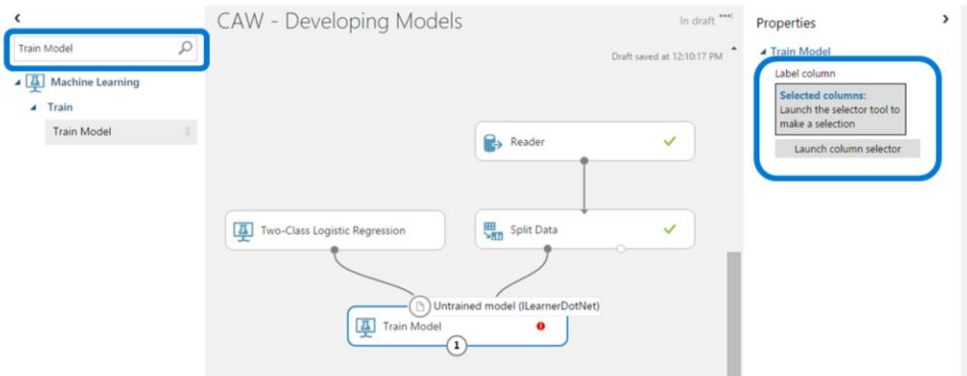 CAW - Developing Models
In draft
Draft saved at 12:10:17 PM
Train Model
Machine Learning
Train
Train Model
Reader
Two-Class Logistic Regression
Split Data
Untrained model (ILearnerDotNet)
Train Model
1
Properties
Train Model
Label column
Selected columns:
Launch the selector tool to
make a selection
Launch column selector